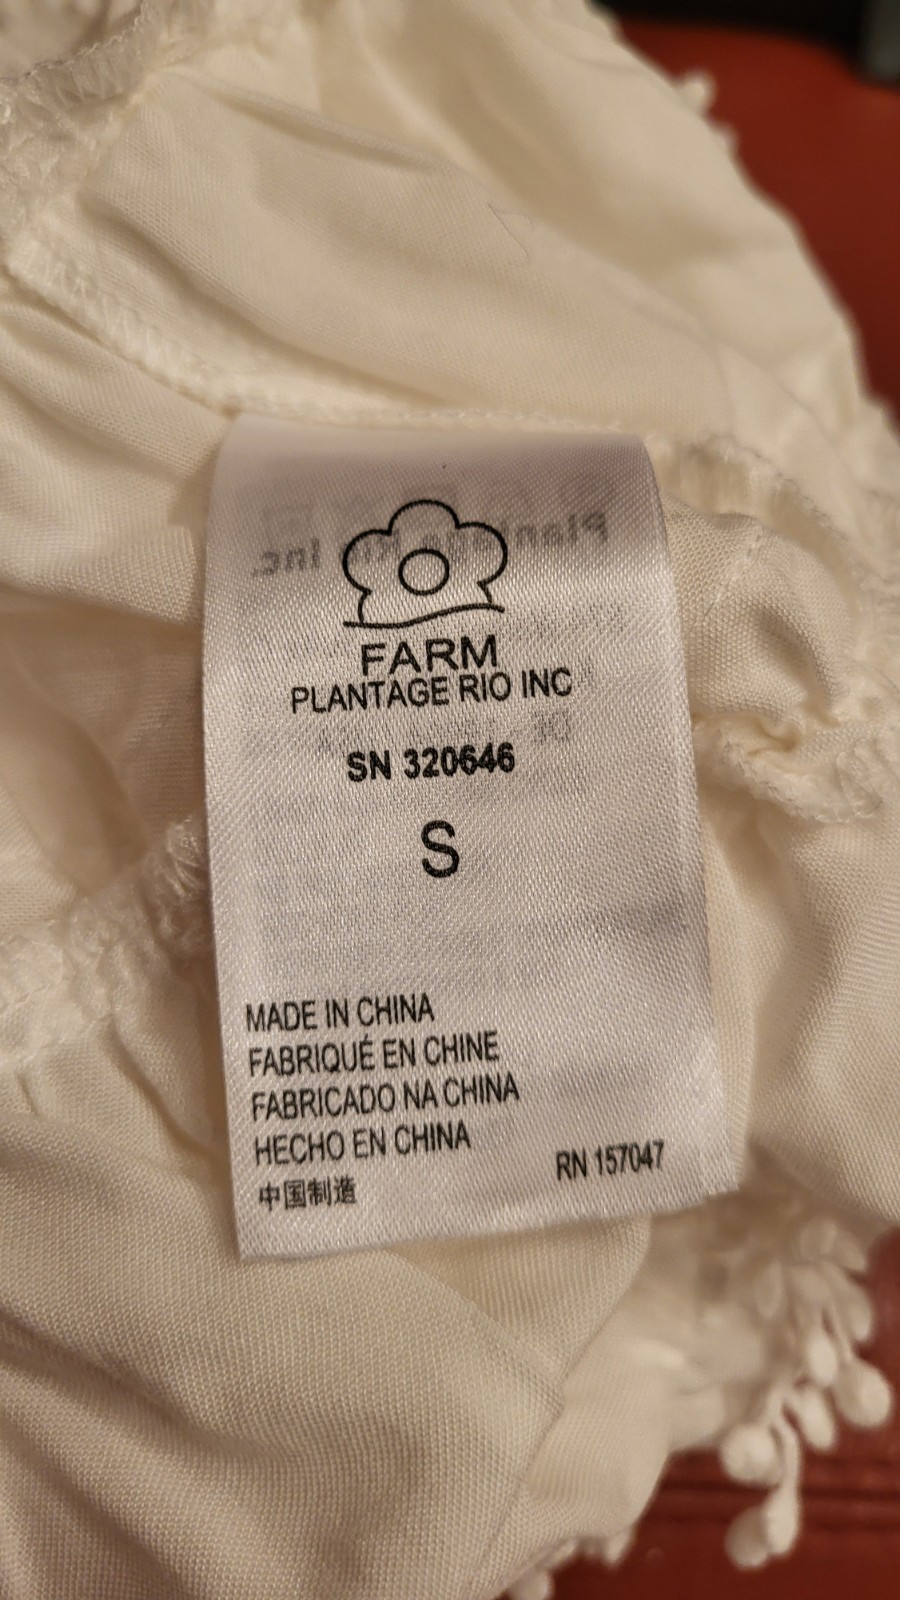 FARM
PLANTAGE RIO INC
SN 320646
S
MADE IN CHINA
FABRIQUÉ EN CHINE
FABRICADO NA CHINA
HECHO EN CHINA
中国制造
RN 157047